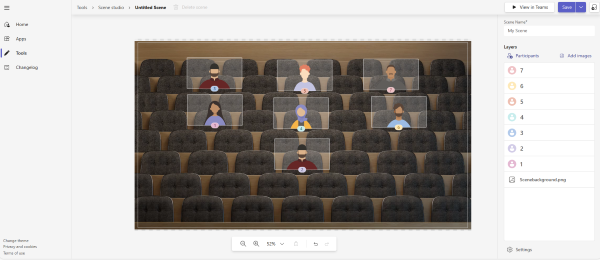 Tools > Scene studio > Untitled Scene
Delete scene
View in Teams
Save
Home
Apps
Tools
Changelog
Scene Name*
My Scene
Layers
Participants
Add images
7
6
5
4
3
2
1
Scenebackground.png
Settings
52%
Change theme
Privacy and cookies
Terms of use